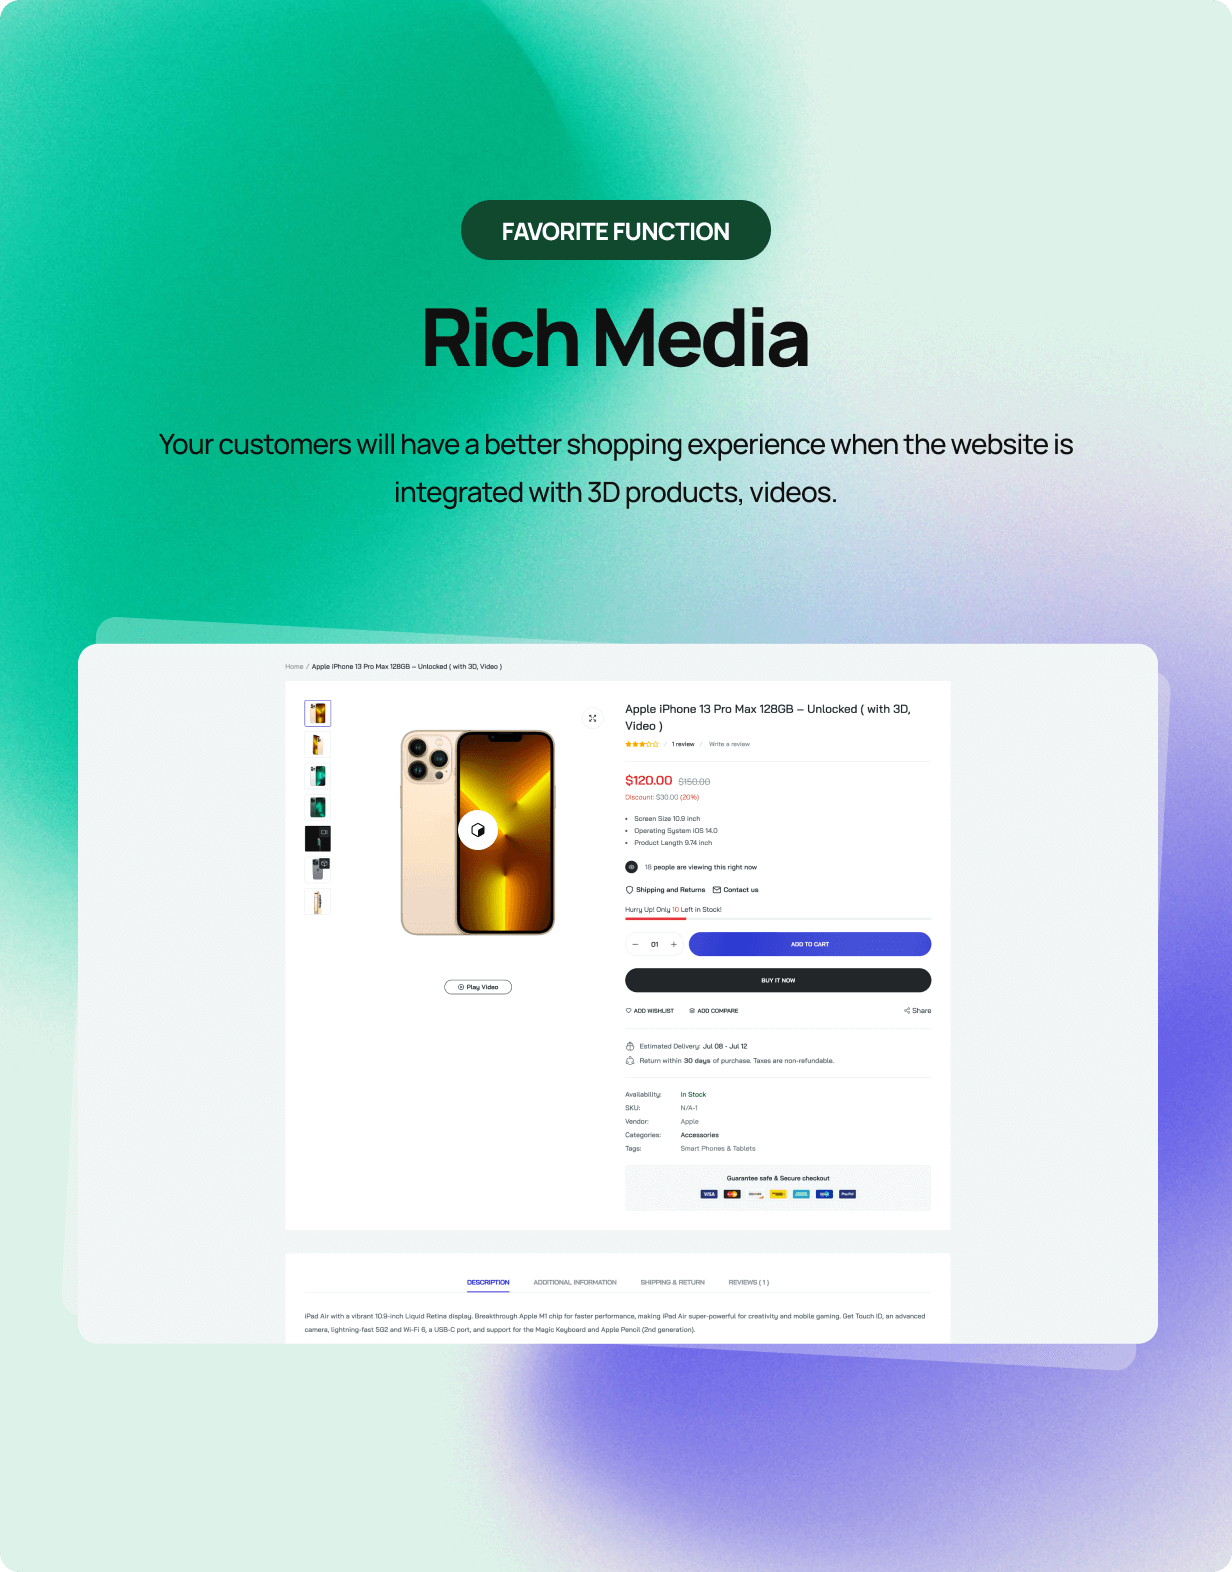 FAVORITE FUNCTION
Rich Media
Your customers will have a better shopping experience when the website is
integrated with 3D products, videos.
Home / Apple iPhone 13 Pro Max 128GB – Unlocked ( with 3D, Video )
Apple iPhone 13 Pro Max 128GB – Unlocked ( with 3D,
Video )
/ 1 review / Write a review
$120.00 $150.00
Discount: $30.00 (20%)
• Screen Size 10.9 inch
• Operating System iOS 14.0
• Product Length 9.74 inch
18 people are viewing this right now
Shipping and Returns Contact us
Hurry Up! Only 10 Left in Stock!
− 01 + ADD TO CART
BUY IT NOW
Play Video
ADD WISHLIST ADD COMPARE Share
Estimated Delivery: Jul 08 - Jul 12
Return within 30 days of purchase. Taxes are non-refundable.
Availability: In Stock
SKU: N/A-1
Vendor: Apple
Categories: Accessories
Tags: Smart Phones & Tablets
Guarantee safe & Secure checkout
VISA PayPal
DESCRIPTION ADDITIONAL INFORMATION SHIPPING & RETURN REVIEWS ( 1 )
iPad Air with a vibrant 10.9-inch Liquid Retina display. Breakthrough Apple M1 chip for faster performance, making iPad Air super-powerful for creativity and mobile gaming. Get Touch ID, an advanced
camera, lightning-fast 5G2 and Wi-Fi 6, a USB-C port, and support for the Magic Keyboard and Apple Pencil (2nd generation).